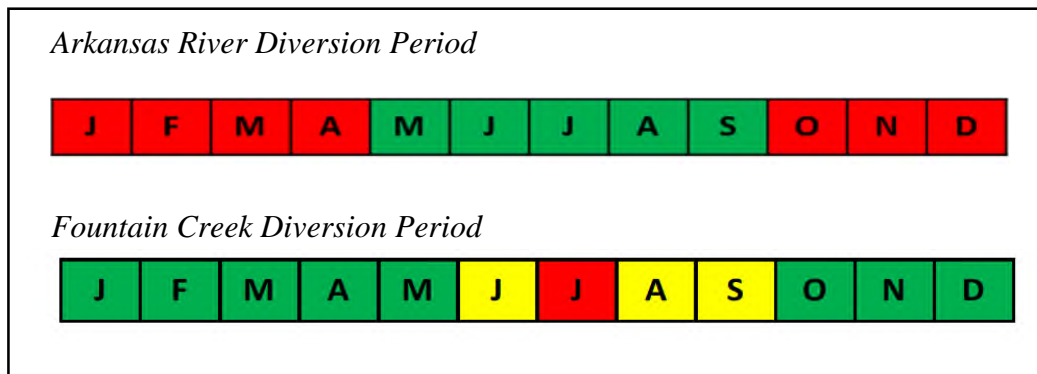 Arkansas River Diversion Period
J F M A M J J A S O N D
Fountain Creek Diversion Period
J F M A M J J A S O N D